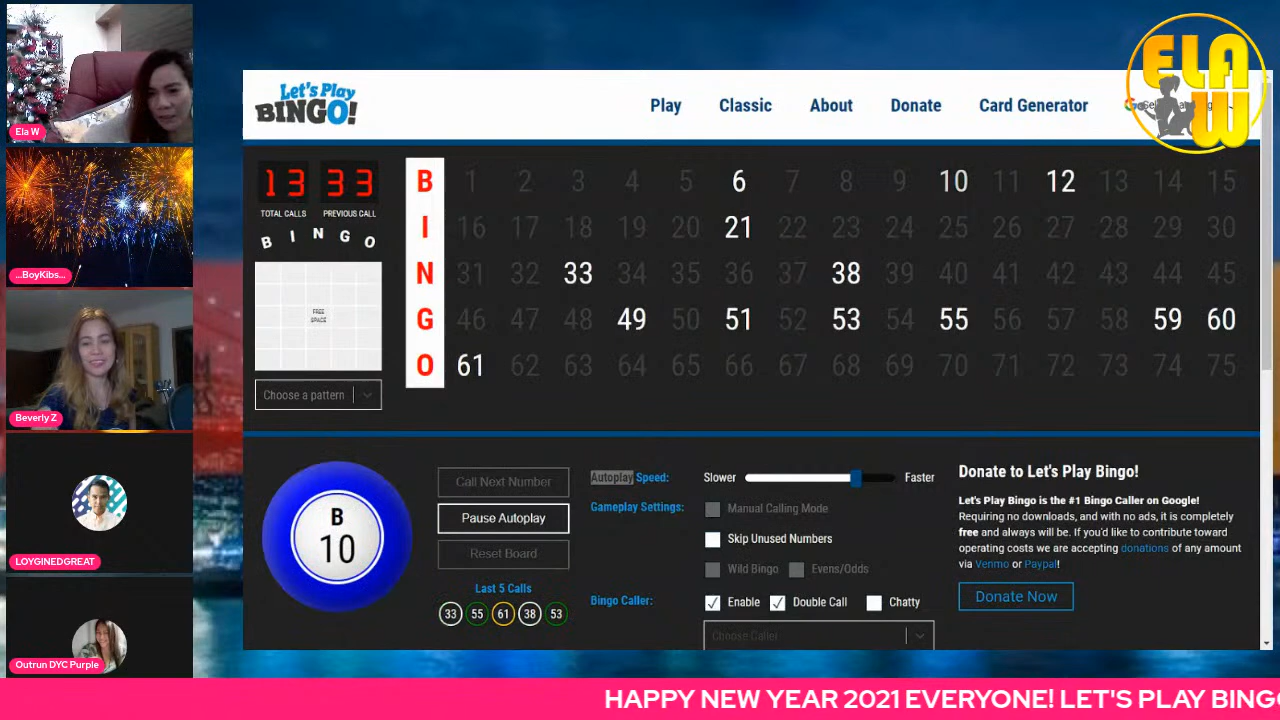 Ela W
...BoyKibs...
Beverly Z
LOYGINEDGREAT
Outrun DYC Purple
Let's Play
BINGO!
Play Classic About Donate Card Generator
ELA
W
13 33
TOTAL CALLS PREVIOUS CALL
B I N G O
FREE
SPACE
Choose a pattern
B 1 2 3 4 5 6 7 8 9 10 11 12 13 14 15
I 16 17 18 19 20 21 22 23 24 25 26 27 28 29 30
N 31 32 33 34 35 36 37 38 39 40 41 42 43 44 45
G 46 47 48 49 50 51 52 53 54 55 56 57 58 59 60
O 61 62 63 64 65 66 67 68 69 70 71 72 73 74 75
B
10
Call Next Number
Pause Autoplay
Reset Board
Last 5 Calls
33 55 61 38 53
Autoplay Speed: Slower Faster
Gameplay Settings: Manual Calling Mode
Skip Unused Numbers
Wild Bingo Evens/Odds
Bingo Caller: Enable Double Call Chatty
Choose Caller
Donate to Let's Play Bingo!
Let's Play Bingo is the #1 Bingo Caller on Google!
Requiring no downloads, and with no ads, it is completely
free and always will be. If you'd like to contribute toward
operating costs we are accepting donations of any amount
via Venmo or Paypal!
Donate Now
HAPPY NEW YEAR 2021 EVERYONE! LET'S PLAY BINGO